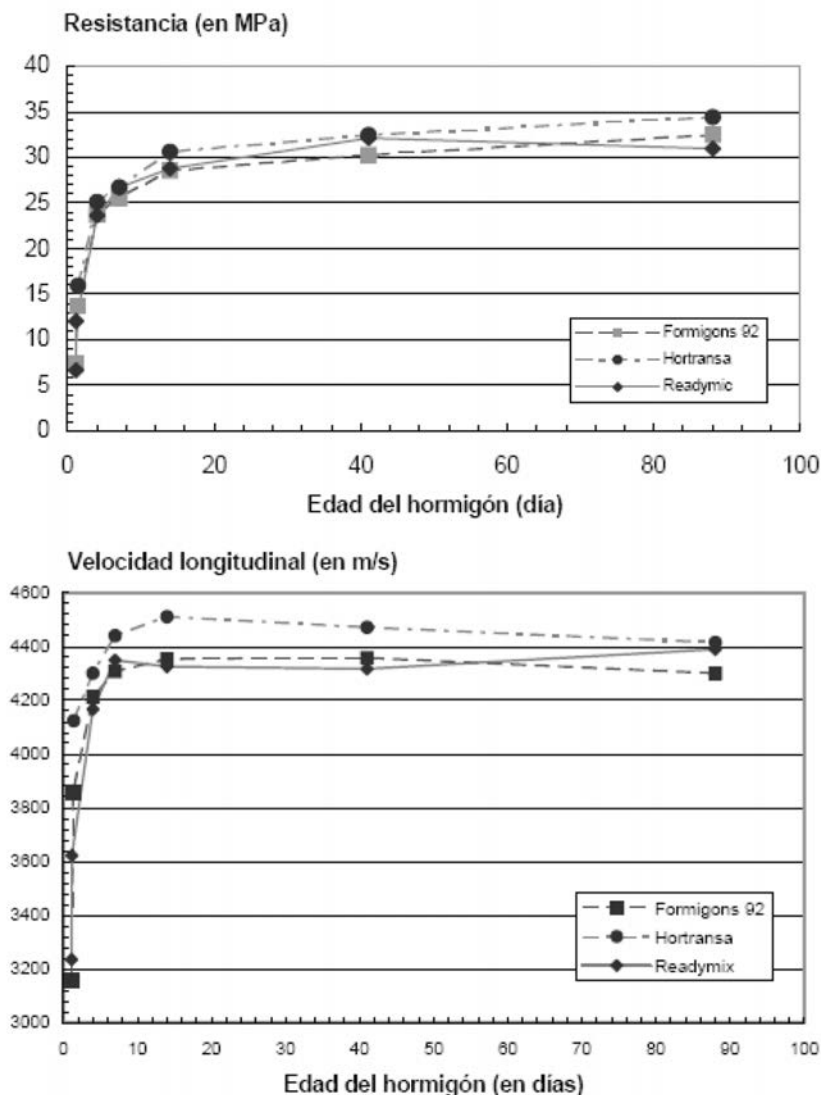 Resistancia (en MPa)
40
35
30
25
20
15
10
5
0
Formigons 92
Hortransa
Readymic
0 20 40 60 80 100
Edad del hormigón (día)
Velocidad longitudinal (en m/s)
4600
4400
4200
4000
3800
3600
3400
3200
3000
Formigons 92
Hortransa
Readymix
0 10 20 30 40 50 60 70 80 90 100
Edad del hormigón (en días)